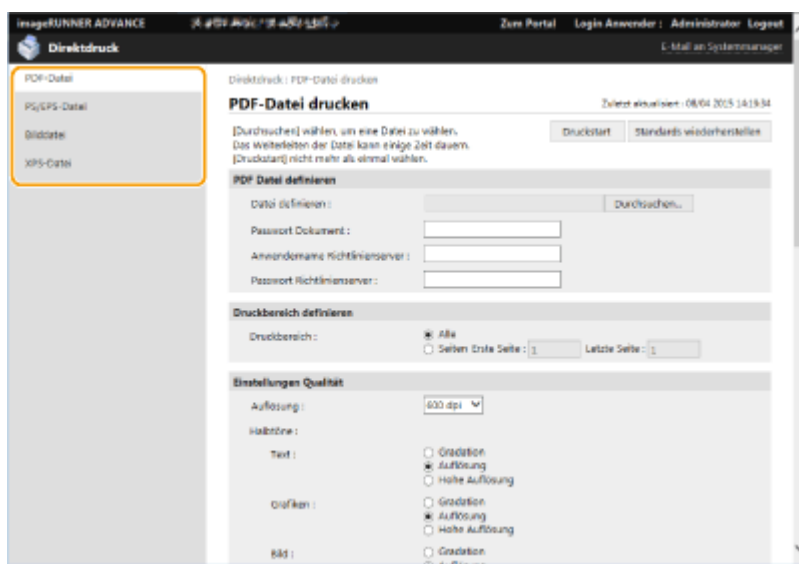 imageRUNNER ADVANCE
Zum Portal Login Anwender : Administrator Logout
Direktdruck
E-Mail an Systemmanager
PDF-Datei
PS/EPS-Datei
Bilddatei
XPS-Datei
Direktdruck : PDF-Datei drucken
PDF-Datei drucken
Zuletzt aktualisiert : 08/04 2015 14:19:34
[Durchsuchen] wählen, um eine Datei zu wählen.
Das Weiterleiten der Datei kann einige Zeit dauern.
[Druckstart] nicht mehr als einmal wählen.
Druckstart Standards wiederherstellen
PDF Datei definieren
Datei definieren : Durchsuchen...
Passwort Dokument :
Anwendername Richtlinienserver :
Passwort Richtlinienserver :
Druckbereich definieren
Druckbereich : Alle
Seiten Erste Seite : 1 Letzte Seite : 1
Einstellungen Qualität
Auflösung : 600 dpi
Halbtöne :
Text : Gradation
Auflösung
Hohe Auflösung
Grafiken : Gradation
Auflösung
Hohe Auflösung
Bild : Gradation